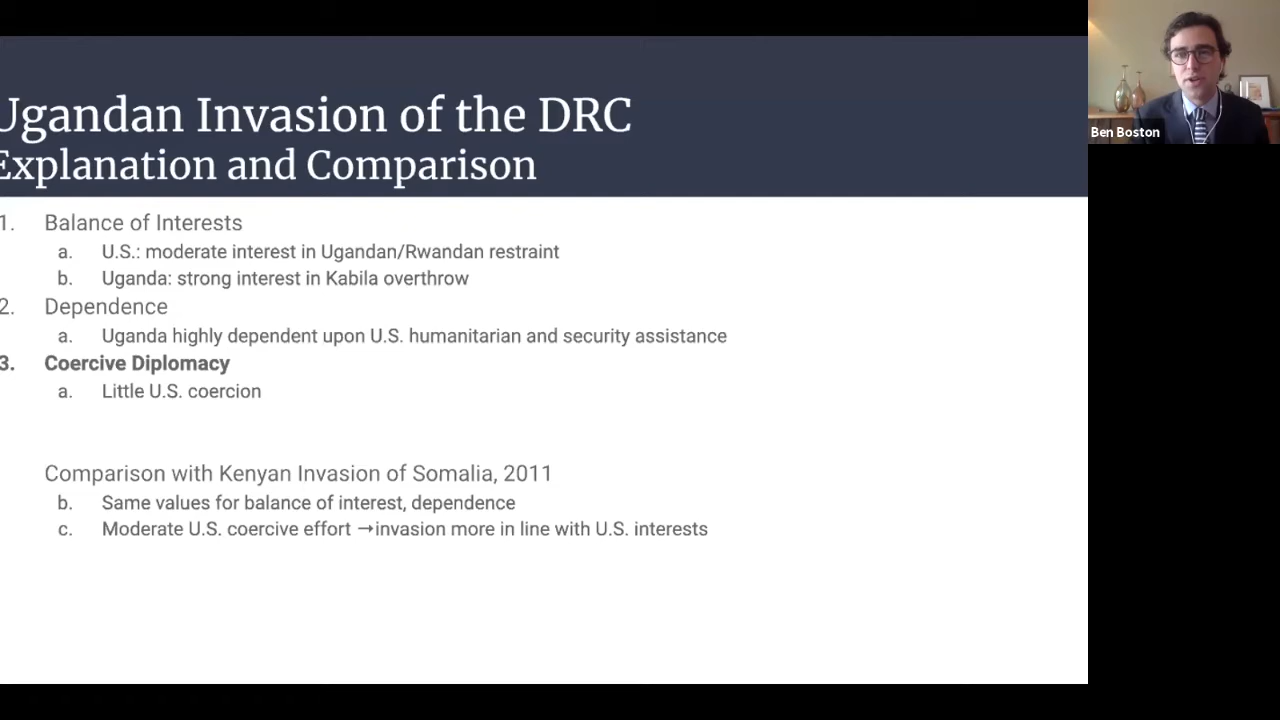 Ugandan Invasion of the DRC
Explanation and Comparison
1. Balance of Interests
a. U.S.: moderate interest in Ugandan/Rwandan restraint
b. Uganda: strong interest in Kabila overthrow
2. Dependence
a. Uganda highly dependent upon U.S. humanitarian and security assistance
3. Coercive Diplomacy
a. Little U.S. coercion
Comparison with Kenyan Invasion of Somalia, 2011
b. Same values for balance of interest, dependence
c. Moderate U.S. coercive effort →invasion more in line with U.S. interests
Ben Boston